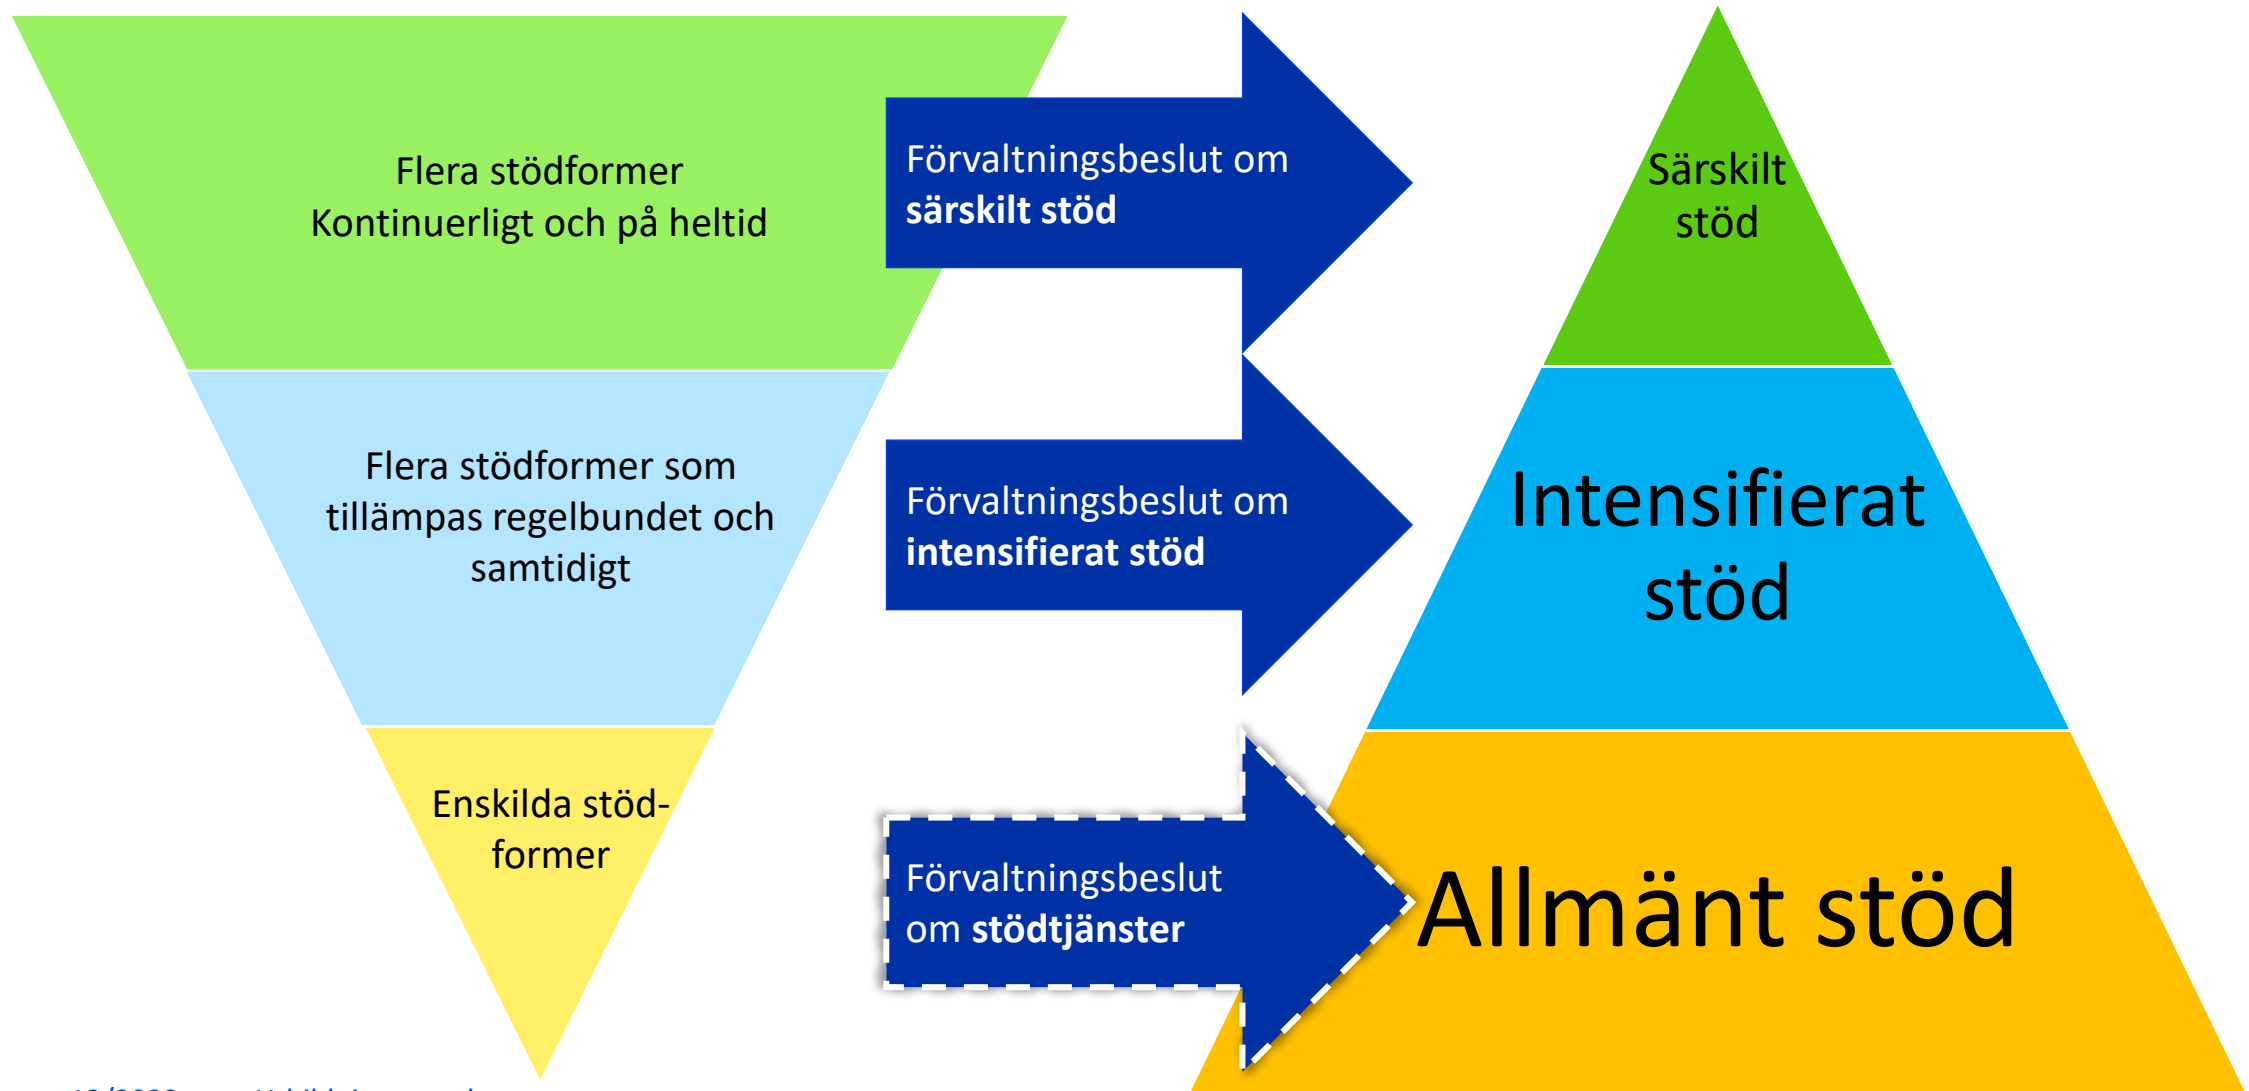 Flera stödformer
Kontinuerligt och på heltid
Förvaltningsbeslut om
särskilt stöd
Särskilt
stöd
Flera stödformer som
tillämpas regelbundet och
samtidigt
Förvaltningsbeslut om
intensifierat stöd
Intensifierat
stöd
Enskilda stöd-
former
Förvaltningsbeslut
om stödtjänster
Allmänt stöd